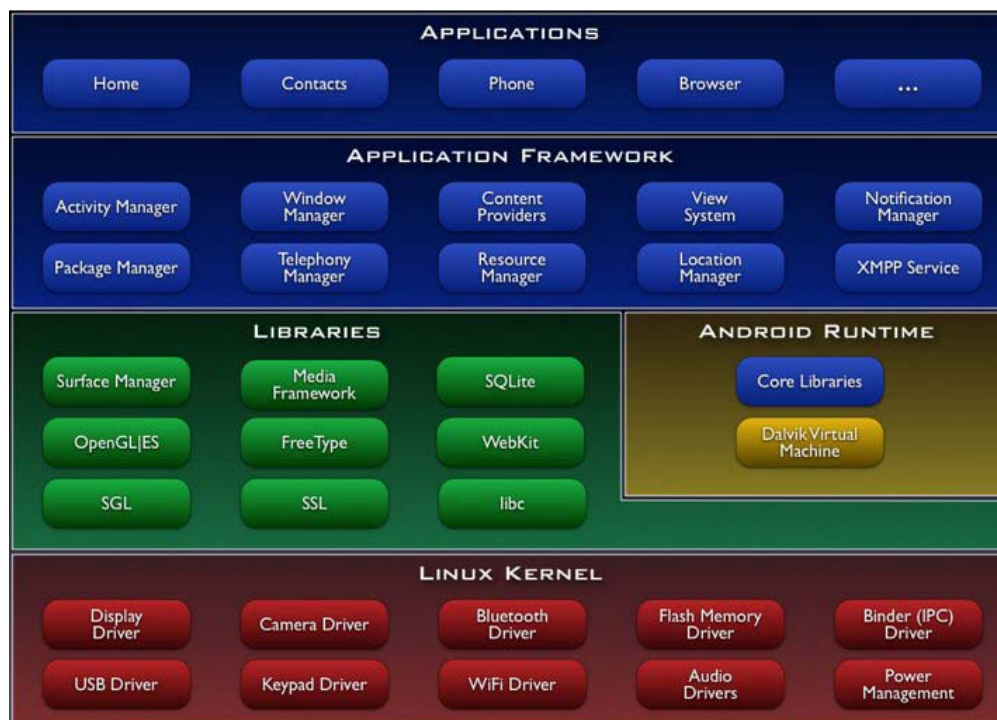 APPLICATIONS
Home
Contacts
Phone
Browser
...
APPLICATION FRAMEWORK
Activity Manager
Window
Manager
Content
Providers
View
System
Notification
Manager
Package Manager
Telephony
Manager
Resource
Manager
Location
Manager
XMPP Service
LIBRARIES
Surface Manager
Media
Framework
SQLite
OpenGL|ES
FreeType
WebKit
SGL
SSL
libc
ANDROID RUNTIME
Core Libraries
Dalvik Virtual
Machine
LINUX KERNEL
Display
Driver
Camera Driver
Bluetooth
Driver
Flash Memory
Driver
Binder (IPC)
Driver
USB Driver
Keypad Driver
WiFi Driver
Audio
Drivers
Power
Management